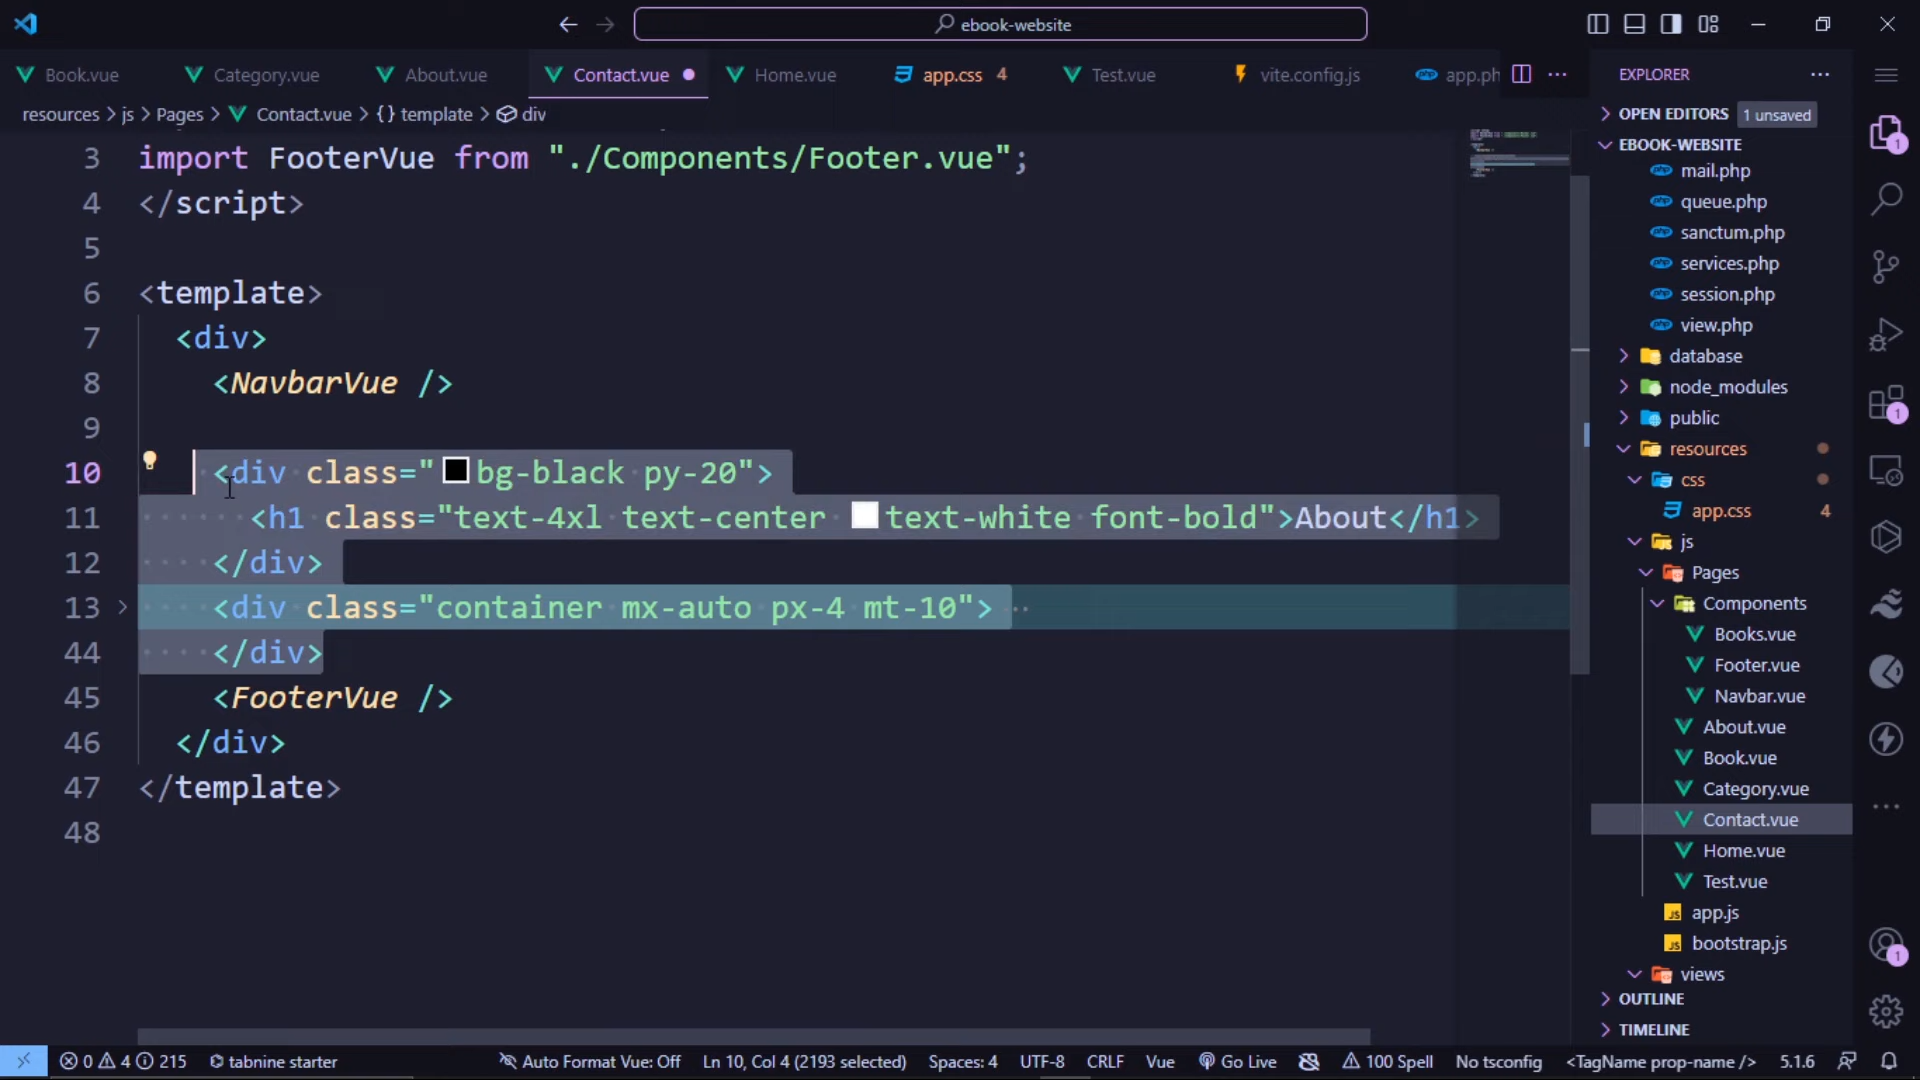 ebook-website
Book.vue
Category.vue
About.vue
Contact.vue
Home.vue
app.css 4
Test.vue
vite.config.js
app.ph
resources > js > Pages > Contact.vue > {} template > div
3 import FooterVue from "./Components/Footer.vue";
4 </script>
5
6 <template>
7 <div>
8 <NavbarVue />
9
10 <div class="bg-black py-20">
11 <h1 class="text-4xl text-center text-white font-bold">About</h1>
12 </div>
13 <div class="container mx-auto px-4 mt-10">
44 </div>
45 <FooterVue />
46 </div>
47 </template>
48
EXPLORER
OPEN EDITORS 1 unsaved
EBOOK-WEBSITE
mail.php
queue.php
sanctum.php
services.php
session.php
view.php
database
node_modules
public
resources
css
app.css 4
js
Pages
Components
Books.vue
Footer.vue
Navbar.vue
About.vue
Book.vue
Category.vue
Contact.vue
Home.vue
Test.vue
JS app.js
JS bootstrap.js
views
OUTLINE
TIMELINE
1
1
1
0 4 215 tabnine starter Auto Format Vue: Off Ln 10, Col 4 (2193 selected) Spaces: 4 UTF-8 CRLF Vue Go Live 100 Spell No tsconfig <TagName prop-name /> 5.1.6